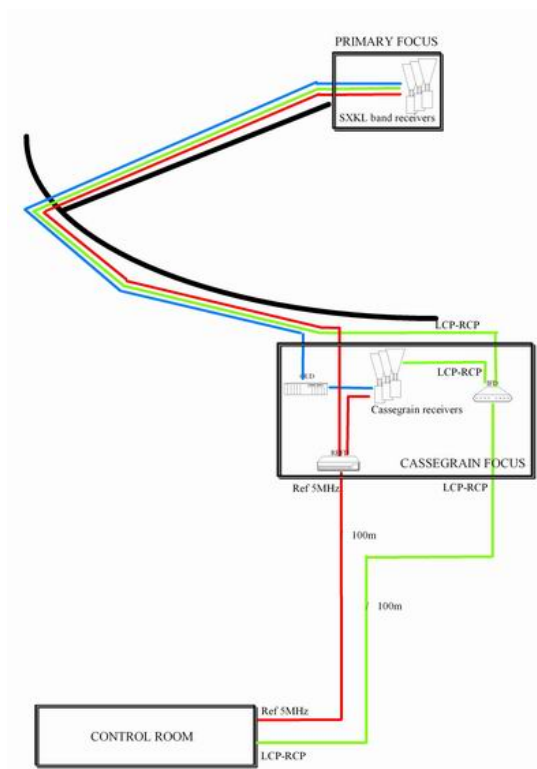 PRIMARY FOCUS
SXKL band receivers
LCP-RCP
LCP-RCP
Cassegrain receivers
CASSEGRAIN FOCUS
Ref 5MHz
LCP-RCP
100m
100m
Ref 5MHz
CONTROL ROOM
LCP-RCP